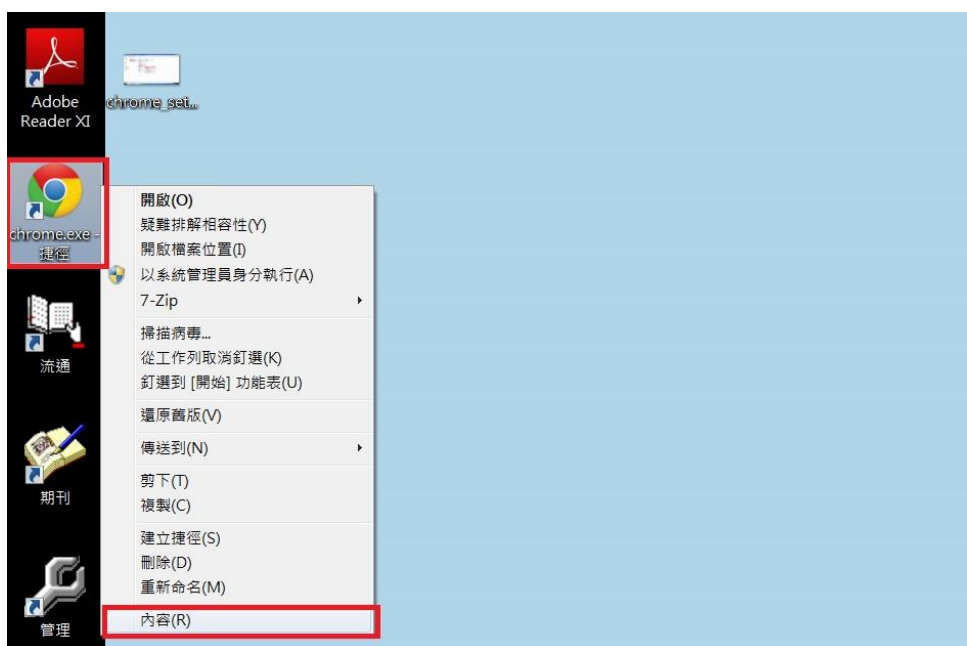 Adobe
Reader XI
chrome_set...
chrome.exe -
捷徑
流通
期刊
管理
開啟(O)
疑難排解相容性(Y)
開啟檔案位置(I)
以系統管理員身分執行(A)
7-Zip
掃描病毒...
從工作列取消釘選(K)
釘選到 [開始] 功能表(U)
還原舊版(V)
傳送到(N)
剪下(T)
複製(C)
建立捷徑(S)
刪除(D)
重新命名(M)
內容(R)